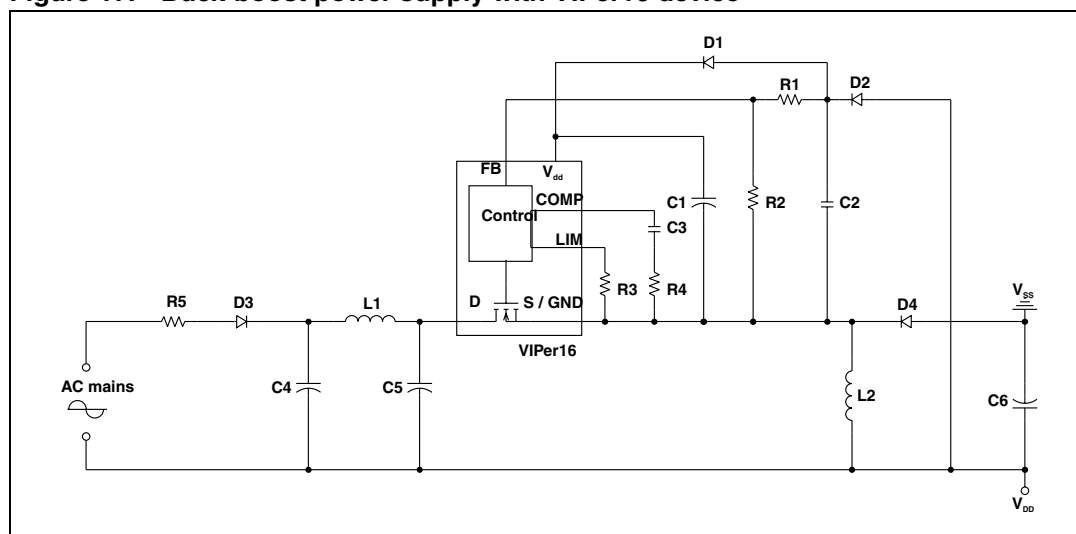 Figure 17. Buck boost power supply with VIPer16 device
D1
R1
D2
FB
Vdd
COMP
Control
LIM
C1
C3
R2
C2
R3
R4
D
S / GND
VIPer16
R5
D3
L1
D4
VSS
AC mains
C4
C5
L2
C6
VDD